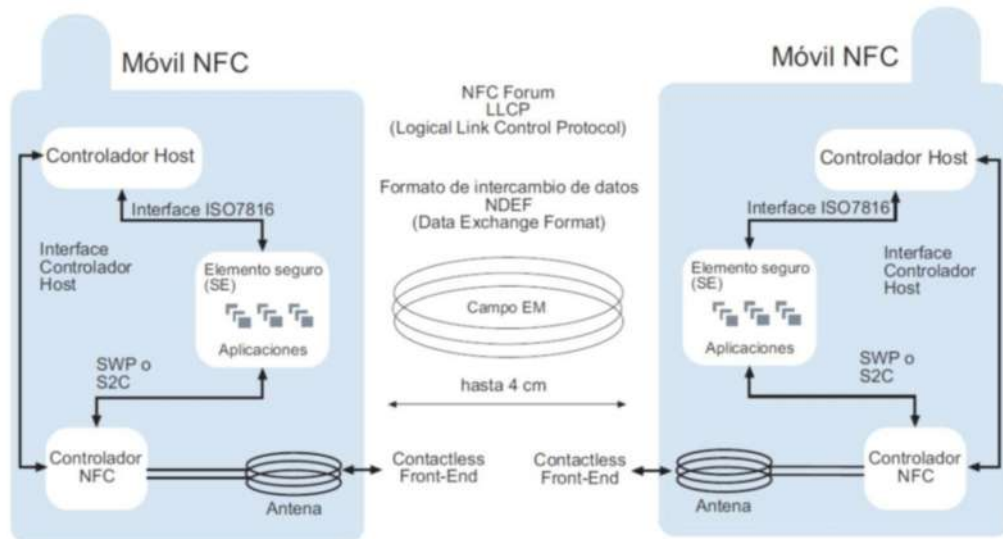 Móvil NFC
Controlador Host
Interface ISO7816
Interface
Controlador
Host
Elemento seguro
(SE)
Aplicaciones
SWP o
S2C
Controlador
NFC
Antena
NFC Forum
LLCP
(Logical Link Control Protocol)
Formato de intercambio de datos
NDEF
(Data Exchange Format)
Campo EM
hasta 4 cm
Contactless
Front-End
Contactless
Front-End
Móvil NFC
Controlador Host
Interface ISO7816
Interface
Controlador
Host
Elemento seguro
(SE)
Aplicaciones
SWP o
S2C
Controlador
NFC
Antena